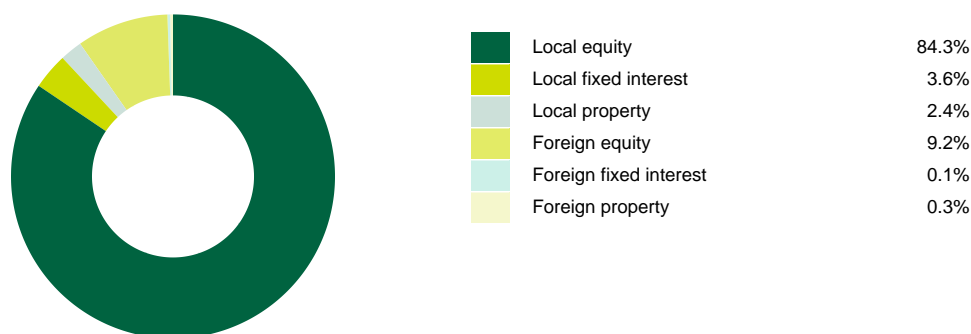 Local equity 84.3%
Local fixed interest 3.6%
Local property 2.4%
Foreign equity 9.2%
Foreign fixed interest 0.1%
Foreign property 0.3%